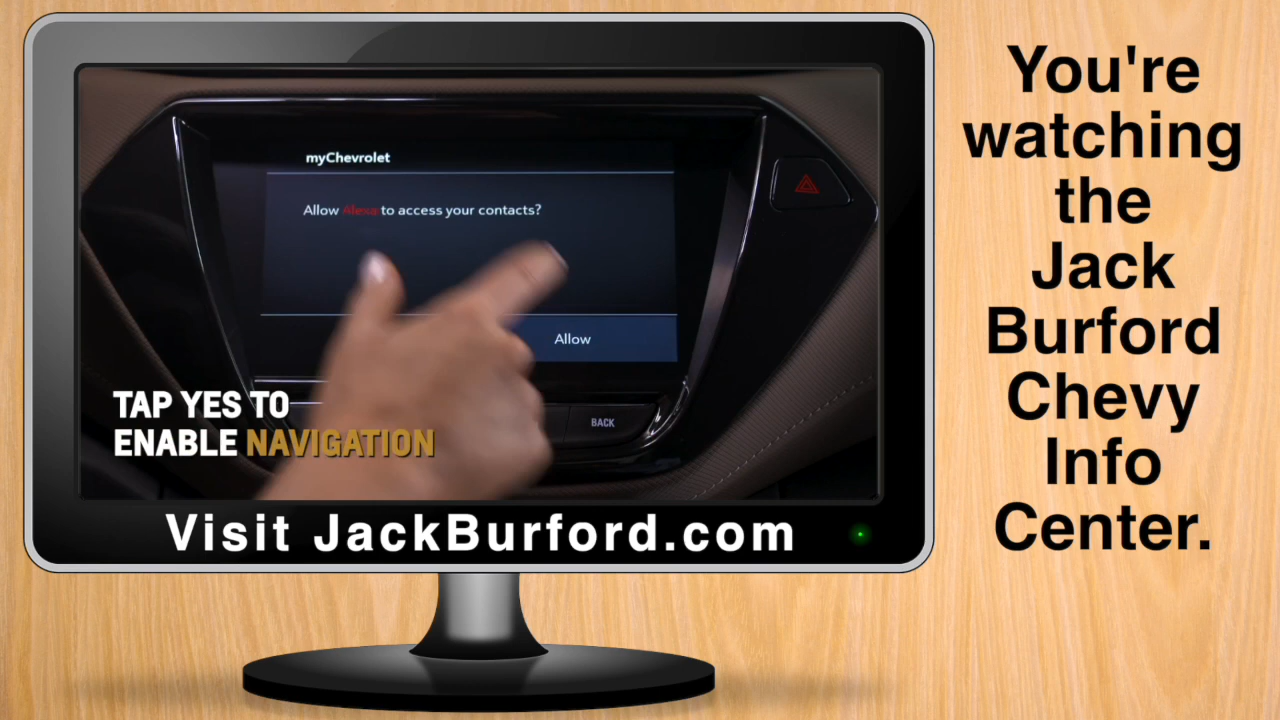 myChevrolet
Allow Alexa to access your contacts?
Allow
BACK
TAP YES TO
ENABLE NAVIGATION
Visit JackBurford.com
You're
watching
the
Jack
Burford
Chevy
Info
Center.